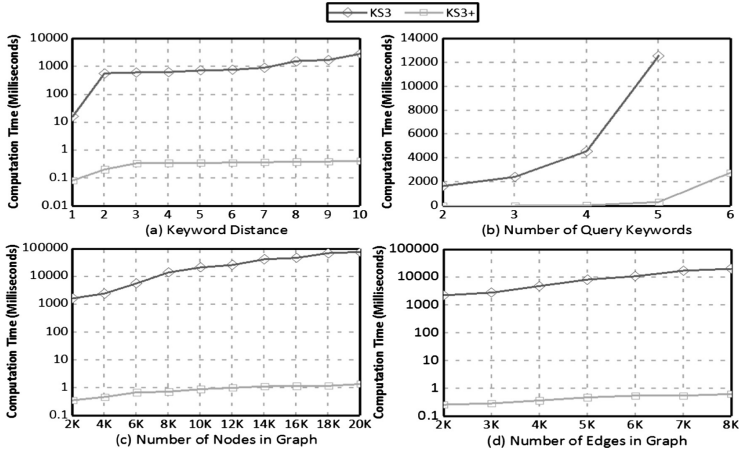 KS3 KS3+
Computation Time (Milliseconds)
10000
1000
100
10
1
0.1
0.01
1 2 3 4 5 6 7 8 9 10
(a) Keyword Distance
Computation Time (Milliseconds)
14000
12000
10000
8000
6000
4000
2000
0
2 3 4 5 6
(b) Number of Query Keywords
Computation Time (Milliseconds)
100000
10000
1000
100
10
1
0.1
2K 4K 6K 8K 10K 12K 14K 16K 18K 20K
(c) Number of Nodes in Graph
Computation Time (Milliseconds)
100000
10000
1000
100
10
1
0.1
2K 3K 4K 5K 6K 7K 8K
(d) Number of Edges in Graph